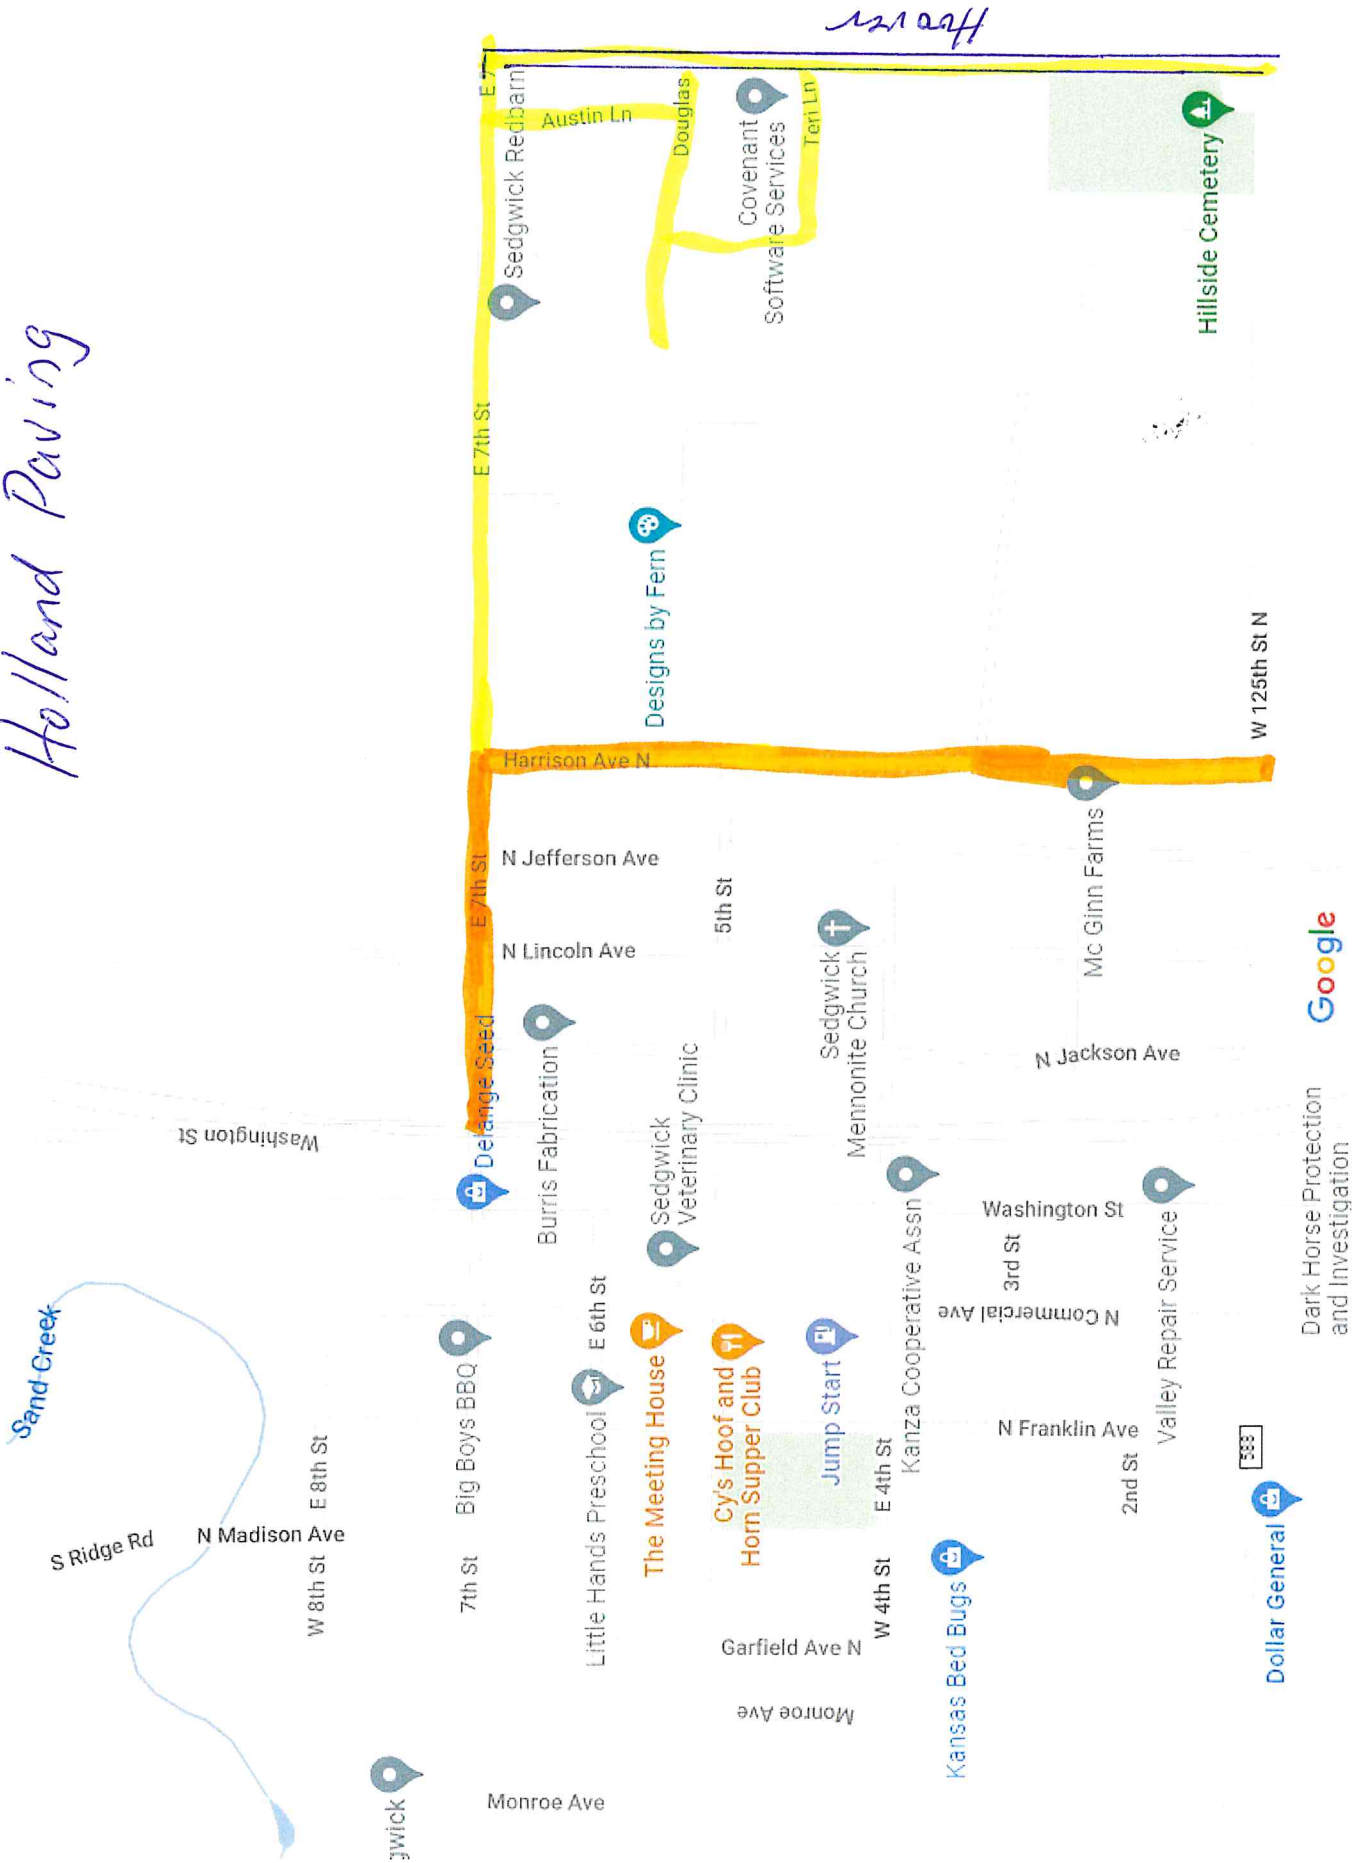 Holland Paving
Hoover
E 7
Sedgwick Redbarn
Austin Ln
Douglas
Covenant
Software Services
Teri Ln
Hillside Cemetery
E 7th St
Designs by Fern
W 125th St N
Harrison Ave N
E 7th St
N Jefferson Ave
N Lincoln Ave
5th St
Mc Ginn Farms
Sedgwick
Mennonite Church
Google
Delange Seed
Burris Fabrication
Sedgwick
Veterinary Clinic
N Jackson Ave
Washington St
Washington St
Kanza Cooperative Assn
3rd St
N Commercial Ave
Valley Repair Service
Dark Horse Protection
and Investigation
Sand Creek
Big Boys BBQ
E 6th St
Little Hands Preschool
The Meeting House
Cy's Hoof and
Horn Supper Club
Jump Start
N Franklin Ave
E 4th St
2nd St
588
E 8th St
S Ridge Rd
N Madison Ave
W 8th St
7th St
W 4th St
Garfield Ave N
Monroe Ave
Kansas Bed Bugs
Dollar General
gwick
Monroe Ave